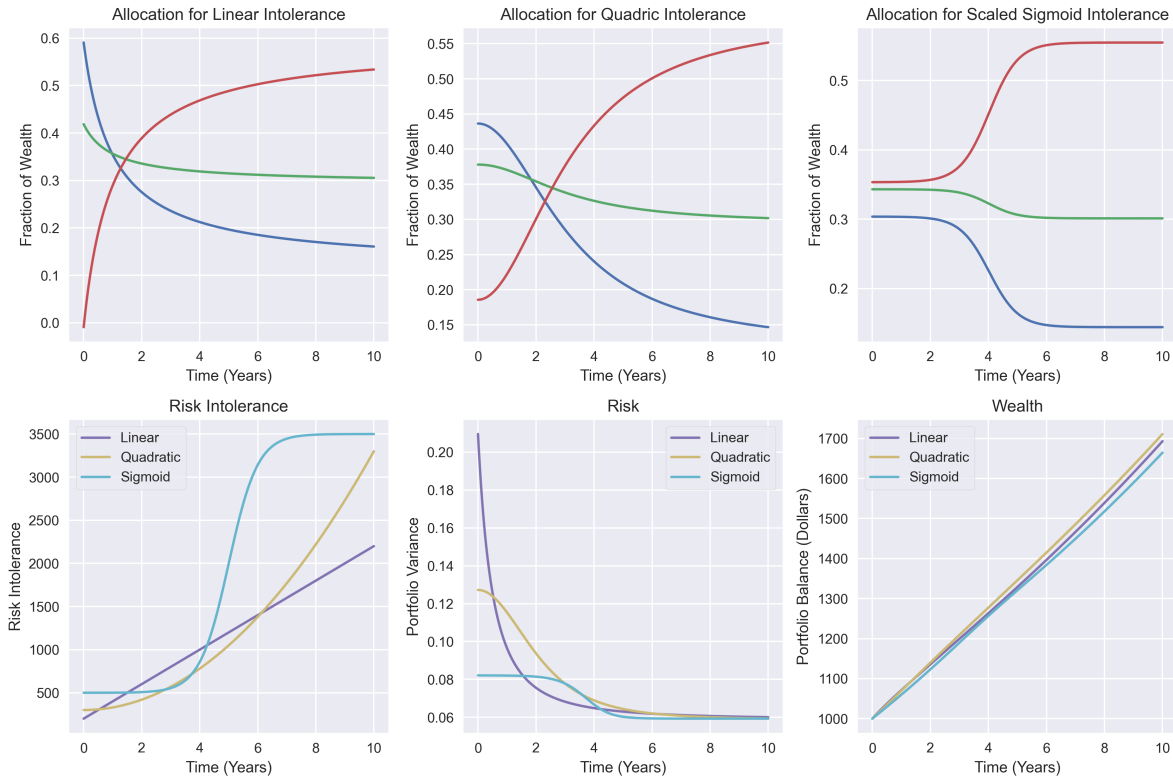 Allocation for Linear Intolerance
Fraction of Wealth
0.6
0.5
0.4
0.3
0.2
0.1
0.0
0 2 4 6 8 10
Time (Years)
Allocation for Quadric Intolerance
Fraction of Wealth
0.55
0.50
0.45
0.40
0.35
0.30
0.25
0.20
0.15
0 2 4 6 8 10
Time (Years)
Allocation for Scaled Sigmoid Intolerance
Fraction of Wealth
0.5
0.4
0.3
0.2
0 2 4 6 8 10
Time (Years)
Risk Intolerance
Risk Intolerance
3500
3000
2500
2000
1500
1000
500
Linear
Quadratic
Sigmoid
0 2 4 6 8 10
Time (Years)
Risk
Portfolio Variance
0.20
0.18
0.16
0.14
0.12
0.10
0.08
0.06
Linear
Quadratic
Sigmoid
0 2 4 6 8 10
Time (Years)
Wealth
Portfolio Balance (Dollars)
1700
1600
1500
1400
1300
1200
1100
1000
Linear
Quadratic
Sigmoid
0 2 4 6 8 10
Time (Years)